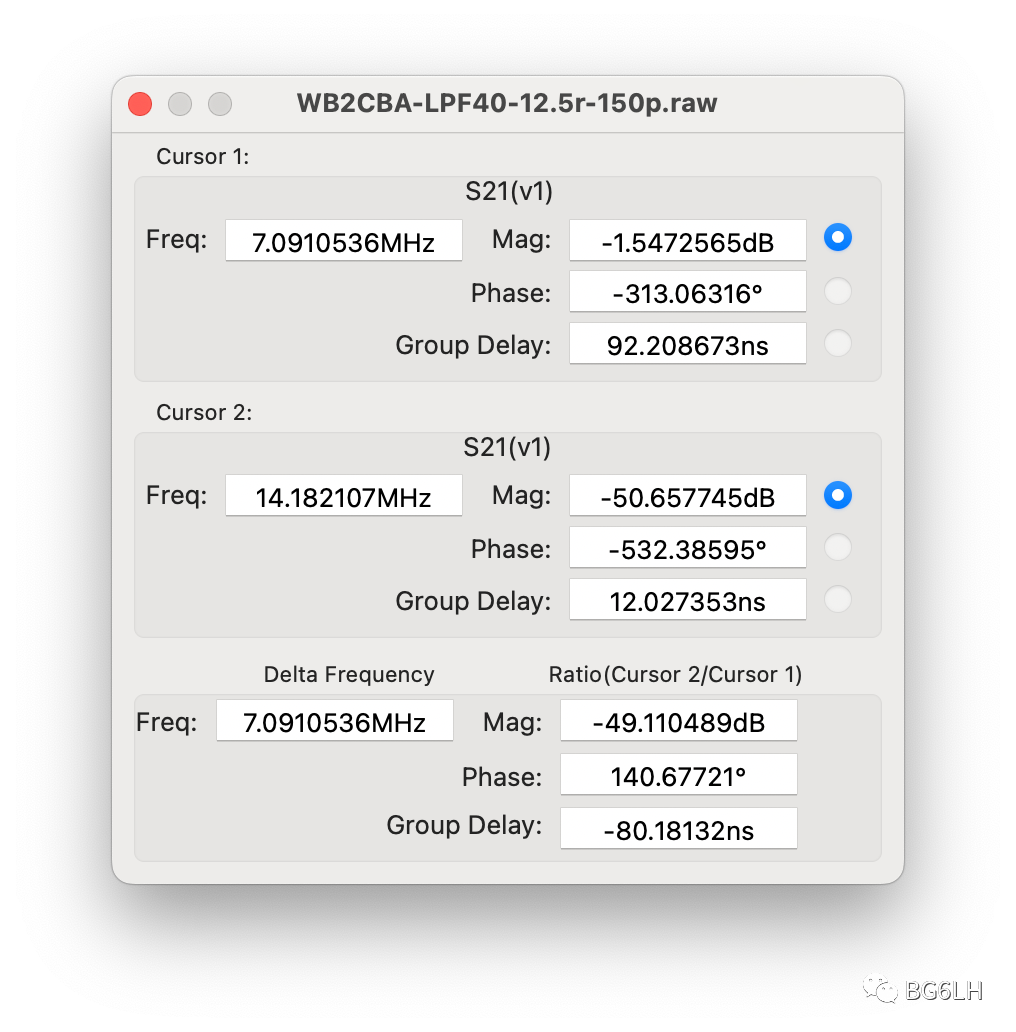 WB2CBA-LPF40-12.5r-150p.raw
Cursor 1:
S21(v1)
Freq: 7.0910536MHz Mag: -1.5472565dB
Phase: -313.06316°
Group Delay: 92.208673ns
Cursor 2:
S21(v1)
Freq: 14.182107MHz Mag: -50.657745dB
Phase: -532.38595°
Group Delay: 12.027353ns
Delta Frequency Ratio(Cursor 2/Cursor 1)
Freq: 7.0910536MHz Mag: -49.110489dB
Phase: 140.67721°
Group Delay: -80.18132ns
BG6LH